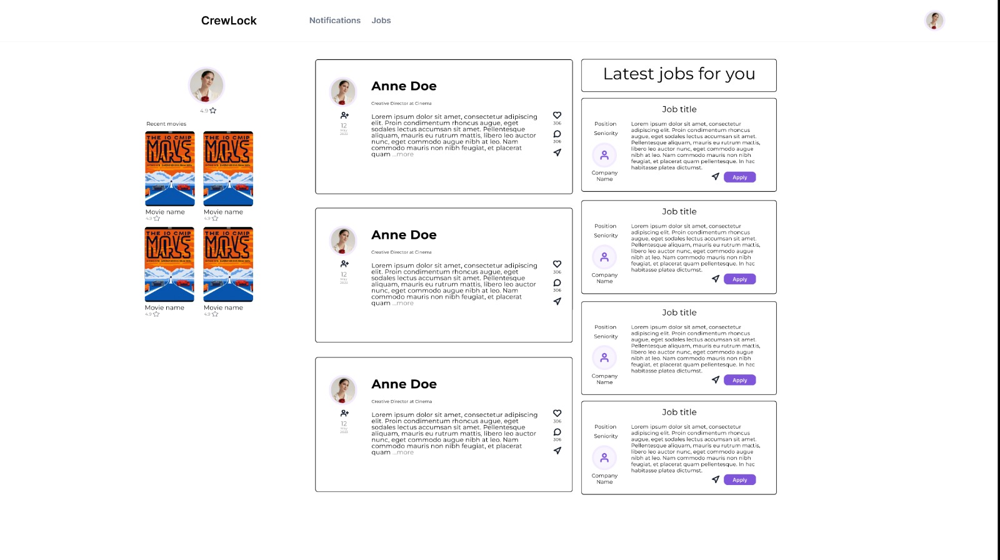 CrewLock
Notifications
Jobs
4.9
Recent movies
THE IO CMIP
MOVS
THE IO CMIP
MOVS
Movie name
4.9
Movie name
4.9
THE IO CMIP
MOVS
THE IO CMIP
MOVS
Movie name
4.9
Movie name
4.9
Anne Doe
Creative Director at Cinema
12
May
2022
Lorem ipsum dolor sit amet, consectetur adipiscing
elit. Proin condimentum rhoncus augue, eget
sodales lectus accumsan sit amet. Pellentesque
aliquam, mauris eu rutrum mattis, libero leo auctor
nunc, eget commodo augue nibh at leo. Nam
commodo mauris non nibh feugiat, et placerat
quam ...more
306
306
Anne Doe
Creative Director at Cinema
12
May
2022
Lorem ipsum dolor sit amet, consectetur adipiscing
elit. Proin condimentum rhoncus augue, eget
sodales lectus accumsan sit amet. Pellentesque
aliquam, mauris eu rutrum mattis, libero leo auctor
nunc, eget commodo augue nibh at leo. Nam
commodo mauris non nibh feugiat, et placerat
quam ...more
306
306
Anne Doe
Creative Director at Cinema
12
May
2022
Lorem ipsum dolor sit amet, consectetur adipiscing
elit. Proin condimentum rhoncus augue, eget
sodales lectus accumsan sit amet. Pellentesque
aliquam, mauris eu rutrum mattis, libero leo auctor
nunc, eget commodo augue nibh at leo. Nam
commodo mauris non nibh feugiat, et placerat
quam ...more
306
306
Latest jobs for you
Job title
Position
Seniority
Company
Name
Lorem ipsum dolor sit amet, consectetur
adipiscing elit. Proin condimentum rhoncus
augue, eget sodales lectus accumsan sit amet.
Pellentesque aliquam, mauris eu rutrum mattis,
libero leo auctor nunc, eget commodo augue
nibh at leo. Nam commodo mauris non nibh
feugiat, et placerat quam pellentesque. In hac
habitasse platea dictumst.
Apply
Job title
Position
Seniority
Company
Name
Lorem ipsum dolor sit amet, consectetur
adipiscing elit. Proin condimentum rhoncus
augue, eget sodales lectus accumsan sit amet.
Pellentesque aliquam, mauris eu rutrum mattis,
libero leo auctor nunc, eget commodo augue
nibh at leo. Nam commodo mauris non nibh
feugiat, et placerat quam pellentesque. In hac
habitasse platea dictumst.
Apply
Job title
Position
Seniority
Company
Name
Lorem ipsum dolor sit amet, consectetur
adipiscing elit. Proin condimentum rhoncus
augue, eget sodales lectus accumsan sit amet.
Pellentesque aliquam, mauris eu rutrum mattis,
libero leo auctor nunc, eget commodo augue
nibh at leo. Nam commodo mauris non nibh
feugiat, et placerat quam pellentesque. In hac
habitasse platea dictumst.
Apply
Job title
Position
Seniority
Company
Name
Lorem ipsum dolor sit amet, consectetur
adipiscing elit. Proin condimentum rhoncus
augue, eget sodales lectus accumsan sit amet.
Pellentesque aliquam, mauris eu rutrum mattis,
libero leo auctor nunc, eget commodo augue
nibh at leo. Nam commodo mauris non nibh
feugiat, et placerat quam pellentesque. In hac
habitasse platea dictumst.
Apply